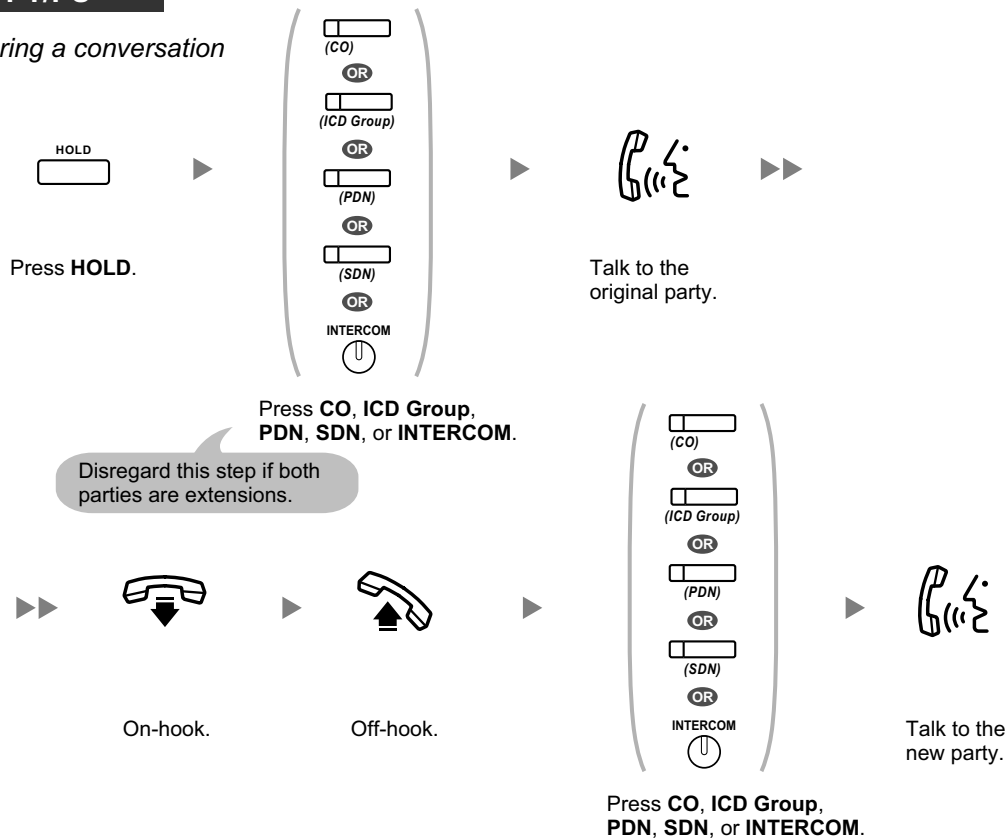 ring a conversation
(CO)
OR
(ICD Group)
OR
(PDN)
OR
(SDN)
OR
INTERCOM
HOLD
Press HOLD.
Press CO, ICD Group,
PDN, SDN, or INTERCOM.
Disregard this step if both
parties are extensions.
Talk to the
original party.
On-hook.
Off-hook.
(CO)
OR
(ICD Group)
OR
(PDN)
OR
(SDN)
OR
INTERCOM
Press CO, ICD Group,
PDN, SDN, or INTERCOM.
Talk to the
new party.